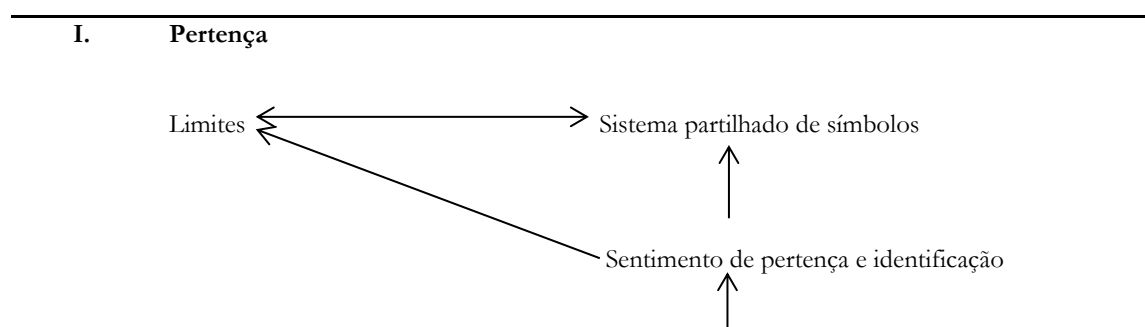 I. Pertença
Limites Sistema partilhado de símbolos
Sentimento de pertença e identificação